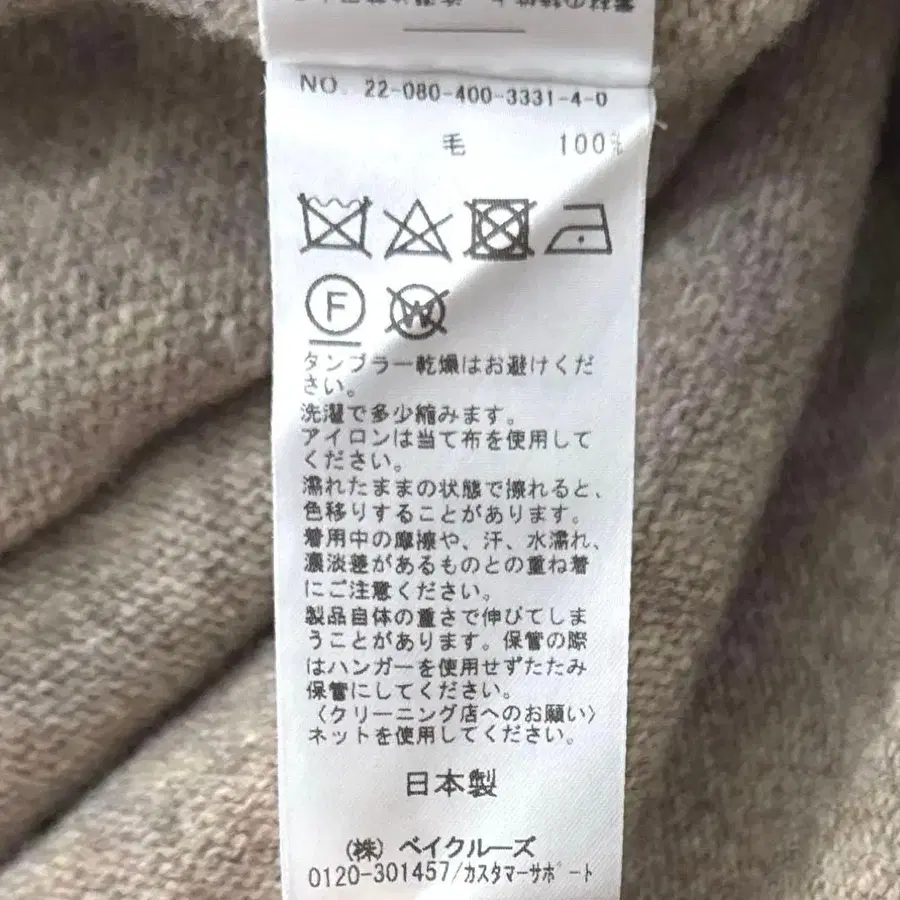 NO. 22-080-400-3331-4-0
毛 100%
F
W
タンブラー乾燥はお避けくだ
さい。
洗濯で多少縮みます。
アイロンは当て布を使用して
ください。
濡れたままの状態で擦れると、
色移りすることがあります。
着用中の摩擦や、汗、水濡れ、
濃淡差があるものとの重ね着
にご注意ください。
製品自体の重さで伸びてしま
うことがあります。保管の際
はハンガーを使用せずたたみ
保管にしてください。
〈クリーニング店へのお願い〉
ネットを使用してください。
日本製
(株) ベイクルーズ
0120-301457/カスタマーサポート